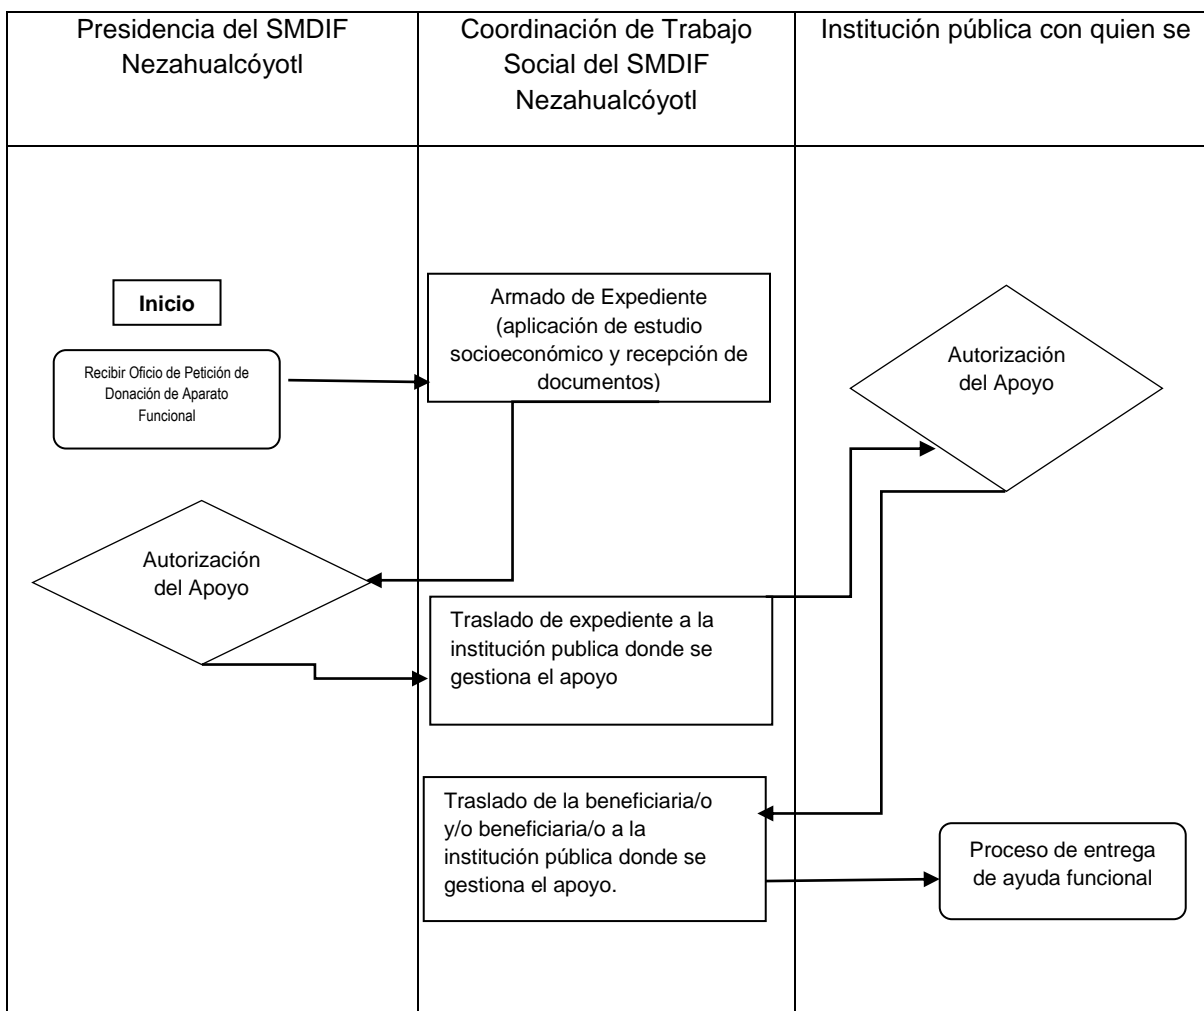 Presidencia del SMDIF
Nezahualcóyotl
Coordinación de Trabajo
Social del SMDIF
Nezahualcóyotl
Institución pública con quien se
Inicio
Recibir Oficio de Petición de
Donación de Aparato
Funcional
Armado de Expediente
(aplicación de estudio
socioeconómico y recepción de
documentos)
Autorización
del Apoyo
Autorización
del Apoyo
Traslado de expediente a la
institución publica donde se
gestiona el apoyo
Traslado de la beneficiaria/o
y/o beneficiaria/o a la
institución pública donde se
gestiona el apoyo.
Proceso de entrega
de ayuda funcional